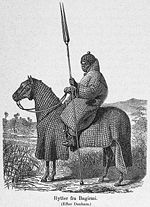 Rytter fra Bagirmi.
(Efter Denham.)